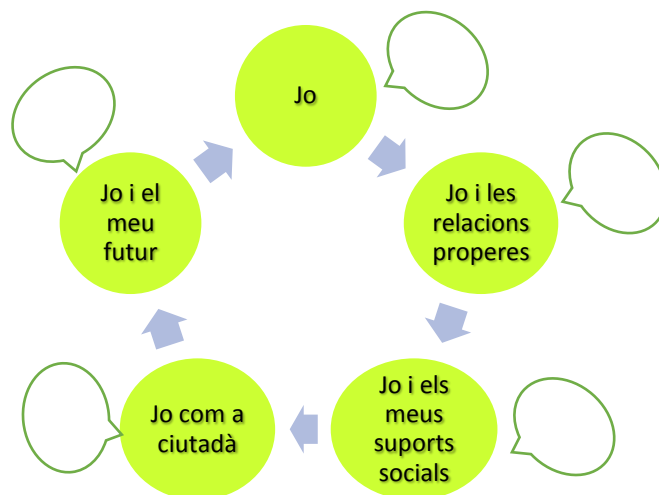 Jo
Jo i les
relacions
properes
Jo i els
meus
suports
socials
Jo com a
ciutadà
Jo i el
meu
futur